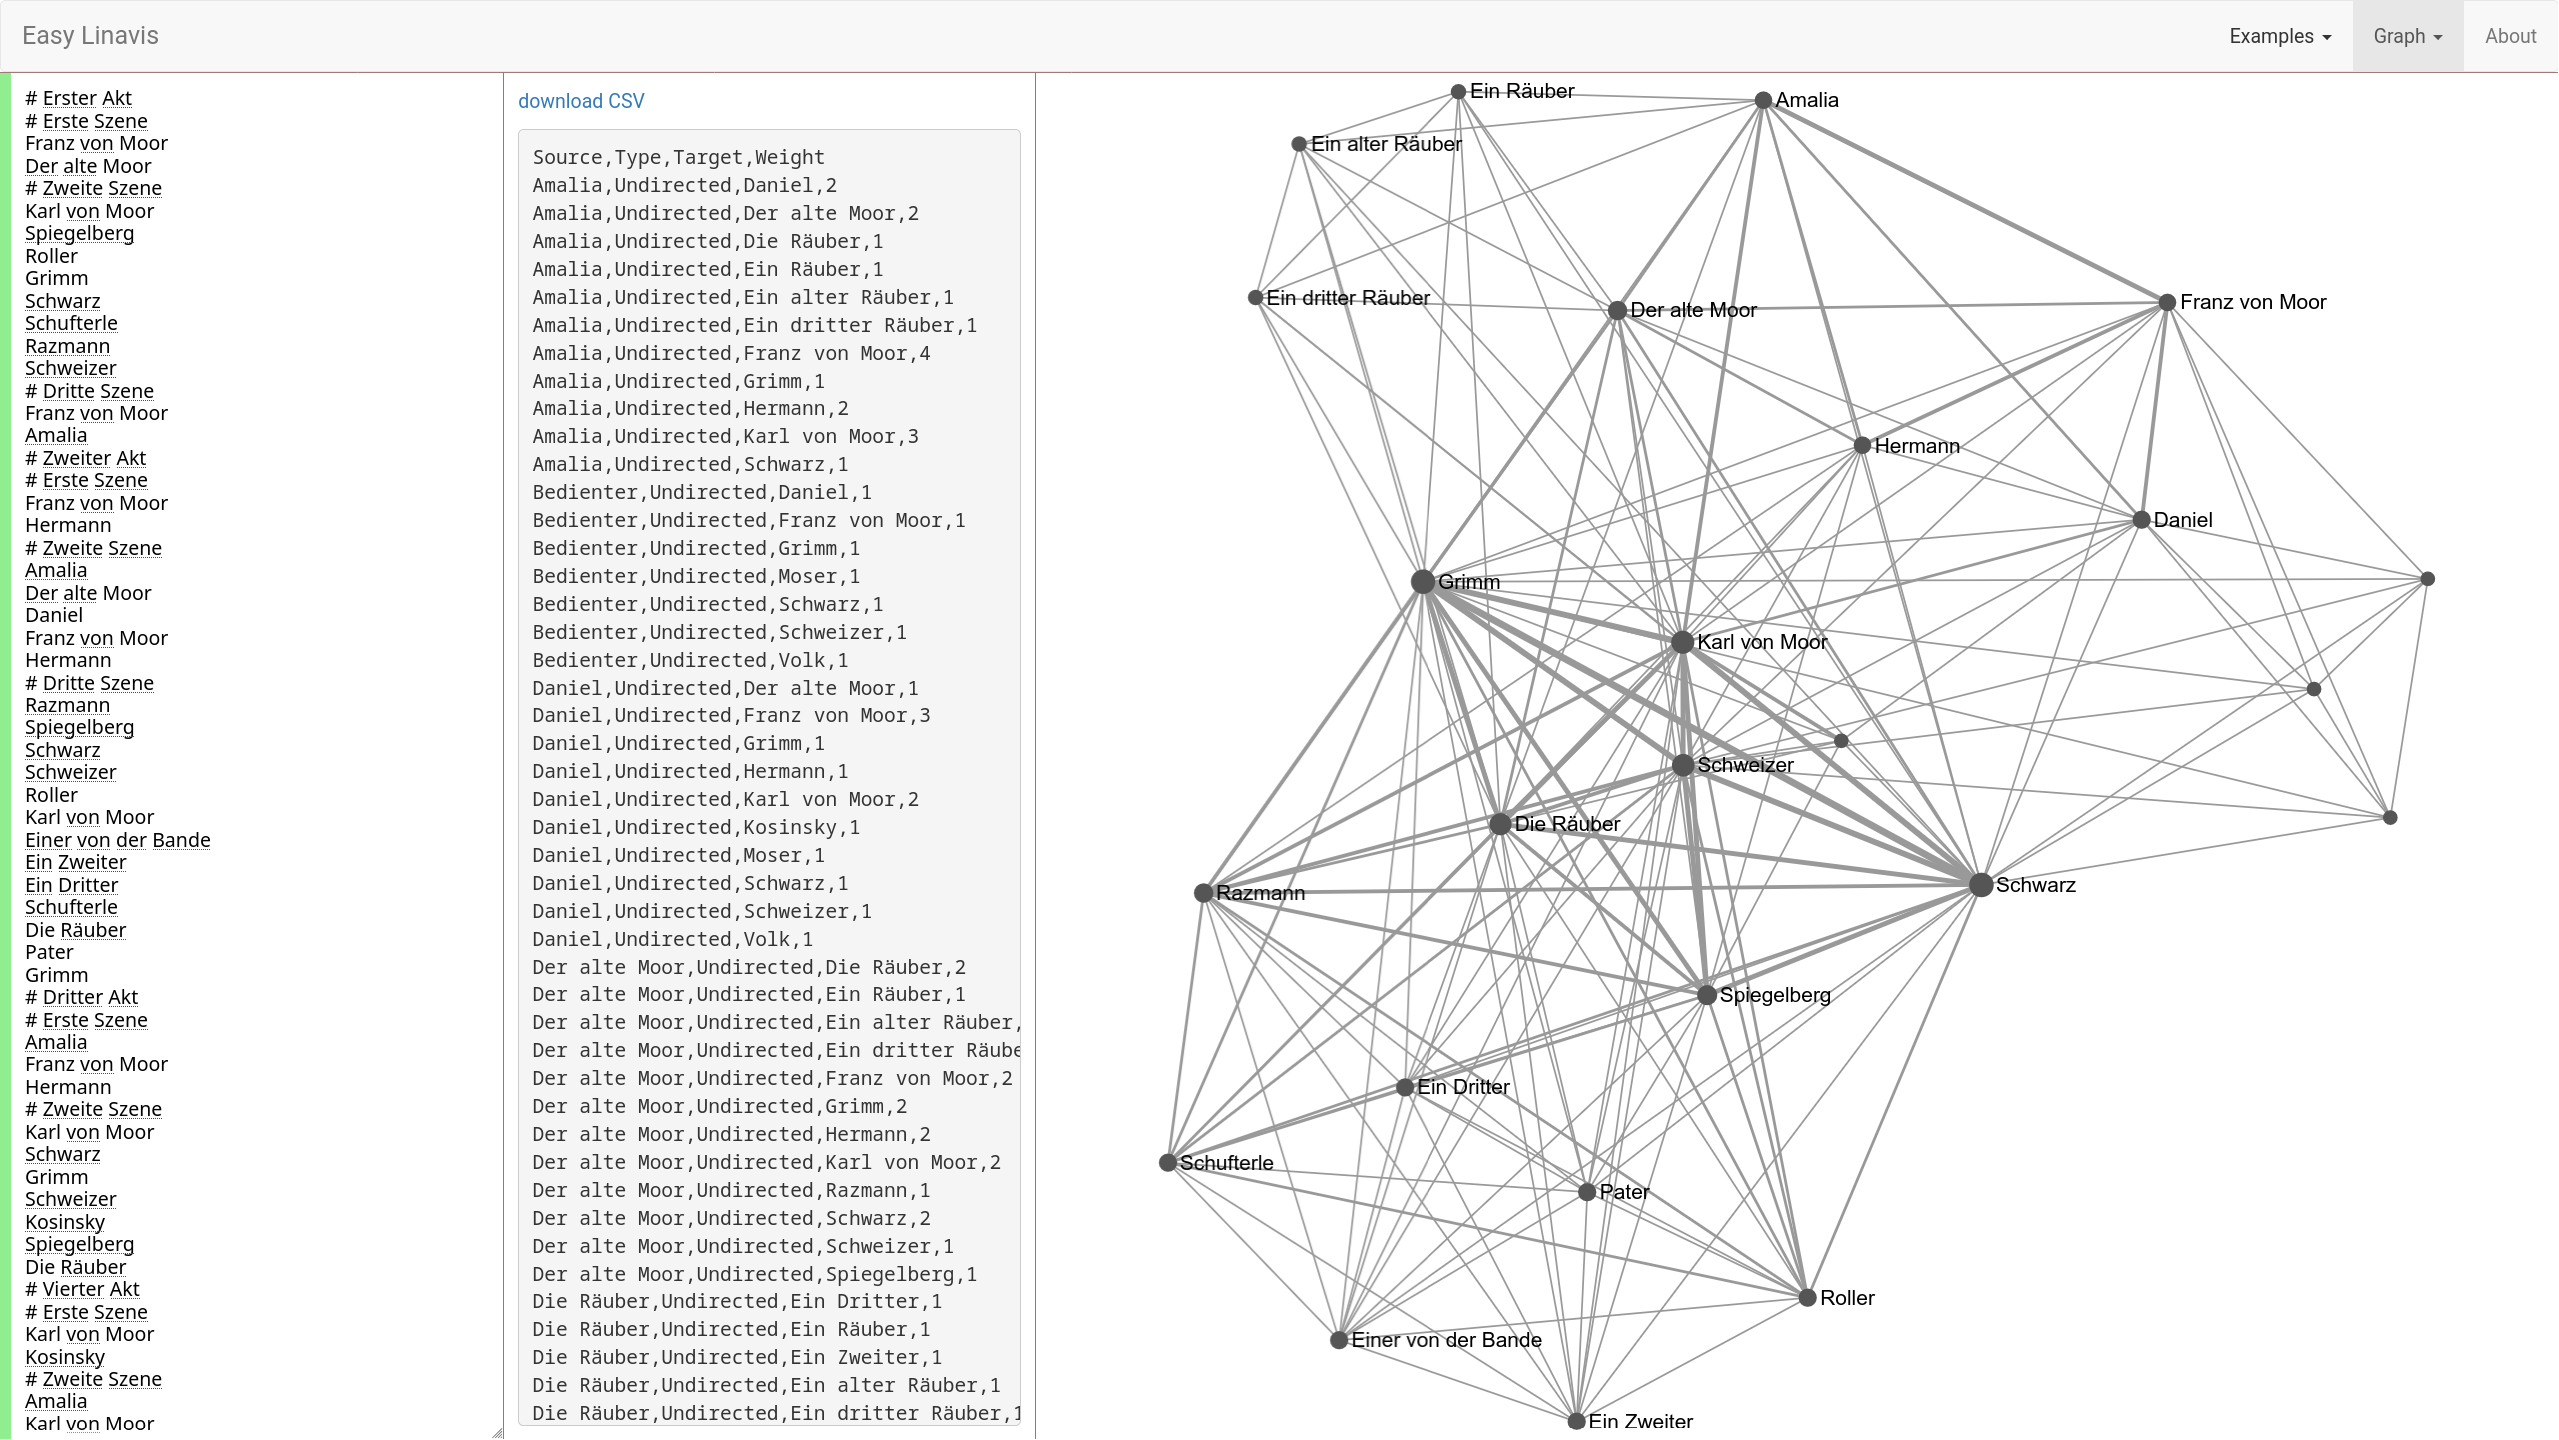 Easy Linavis
Examples
Graph
About
# Erster Akt
# Erste Szene
Franz von Moor
Der alte Moor
# Zweite Szene
Karl von Moor
Spiegelberg
Roller
Grimm
Schwarz
Schufterle
Razmann
Schweizer
# Dritte Szene
Franz von Moor
Amalia
# Zweiter Akt
# Erste Szene
Franz von Moor
Hermann
# Zweite Szene
Amalia
Der alte Moor
Daniel
Franz von Moor
Hermann
# Dritte Szene
Razmann
Spiegelberg
Schwarz
Schweizer
Roller
Karl von Moor
Einer von der Bande
Ein Zweiter
Ein Dritter
Schufterle
Die Räuber
Pater
Grimm
# Dritter Akt
# Erste Szene
Amalia
Franz von Moor
Hermann
# Zweite Szene
Karl von Moor
Schwarz
Grimm
Schweizer
Kosinsky
Spiegelberg
Die Räuber
# Vierter Akt
# Erste Szene
Karl von Moor
Kosinsky
# Zweite Szene
Amalia
Karl von Moor
download CSV
Source,Type,Target,Weight
Amalia,Undirected,Daniel,2
Amalia,Undirected,Der alte Moor,2
Amalia,Undirected,Die Räuber,1
Amalia,Undirected,Ein Räuber,1
Amalia,Undirected,Ein alter Räuber,1
Amalia,Undirected,Ein dritter Räuber,1
Amalia,Undirected,Franz von Moor,4
Amalia,Undirected,Grimm,1
Amalia,Undirected,Hermann,2
Amalia,Undirected,Karl von Moor,3
Amalia,Undirected,Schwarz,1
Bedienter,Undirected,Daniel,1
Bedienter,Undirected,Franz von Moor,1
Bedienter,Undirected,Grimm,1
Bedienter,Undirected,Moser,1
Bedienter,Undirected,Schwarz,1
Bedienter,Undirected,Schweizer,1
Bedienter,Undirected,Volk,1
Daniel,Undirected,Der alte Moor,1
Daniel,Undirected,Franz von Moor,3
Daniel,Undirected,Grimm,1
Daniel,Undirected,Hermann,1
Daniel,Undirected,Karl von Moor,2
Daniel,Undirected,Kosinsky,1
Daniel,Undirected,Moser,1
Daniel,Undirected,Schwarz,1
Daniel,Undirected,Schweizer,1
Daniel,Undirected,Volk,1
Der alte Moor,Undirected,Die Räuber,2
Der alte Moor,Undirected,Ein Räuber,1
Der alte Moor,Undirected,Ein alter Räuber,
Der alte Moor,Undirected,Ein dritter Räube
Der alte Moor,Undirected,Franz von Moor,2
Der alte Moor,Undirected,Grimm,2
Der alte Moor,Undirected,Hermann,2
Der alte Moor,Undirected,Karl von Moor,2
Der alte Moor,Undirected,Razmann,1
Der alte Moor,Undirected,Schwarz,2
Der alte Moor,Undirected,Schweizer,1
Der alte Moor,Undirected,Spiegelberg,1
Die Räuber,Undirected,Ein Dritter,1
Die Räuber,Undirected,Ein Räuber,1
Die Räuber,Undirected,Ein Zweiter,1
Die Räuber,Undirected,Ein alter Räuber,1
Die Räuber,Undirected,Ein dritter Räuber,1
Ein Räuber
Amalia
Ein alter Räuber
Ein dritter Räuber
Der alte Moor
Franz von Moor
Hermann
Daniel
Grimm
Karl von Moor
Schweizer
Die Räuber
Razmann
Schwarz
Spiegelberg
Ein Dritter
Schufterle
Pater
Roller
Einer von der Bande
Ein Zweiter